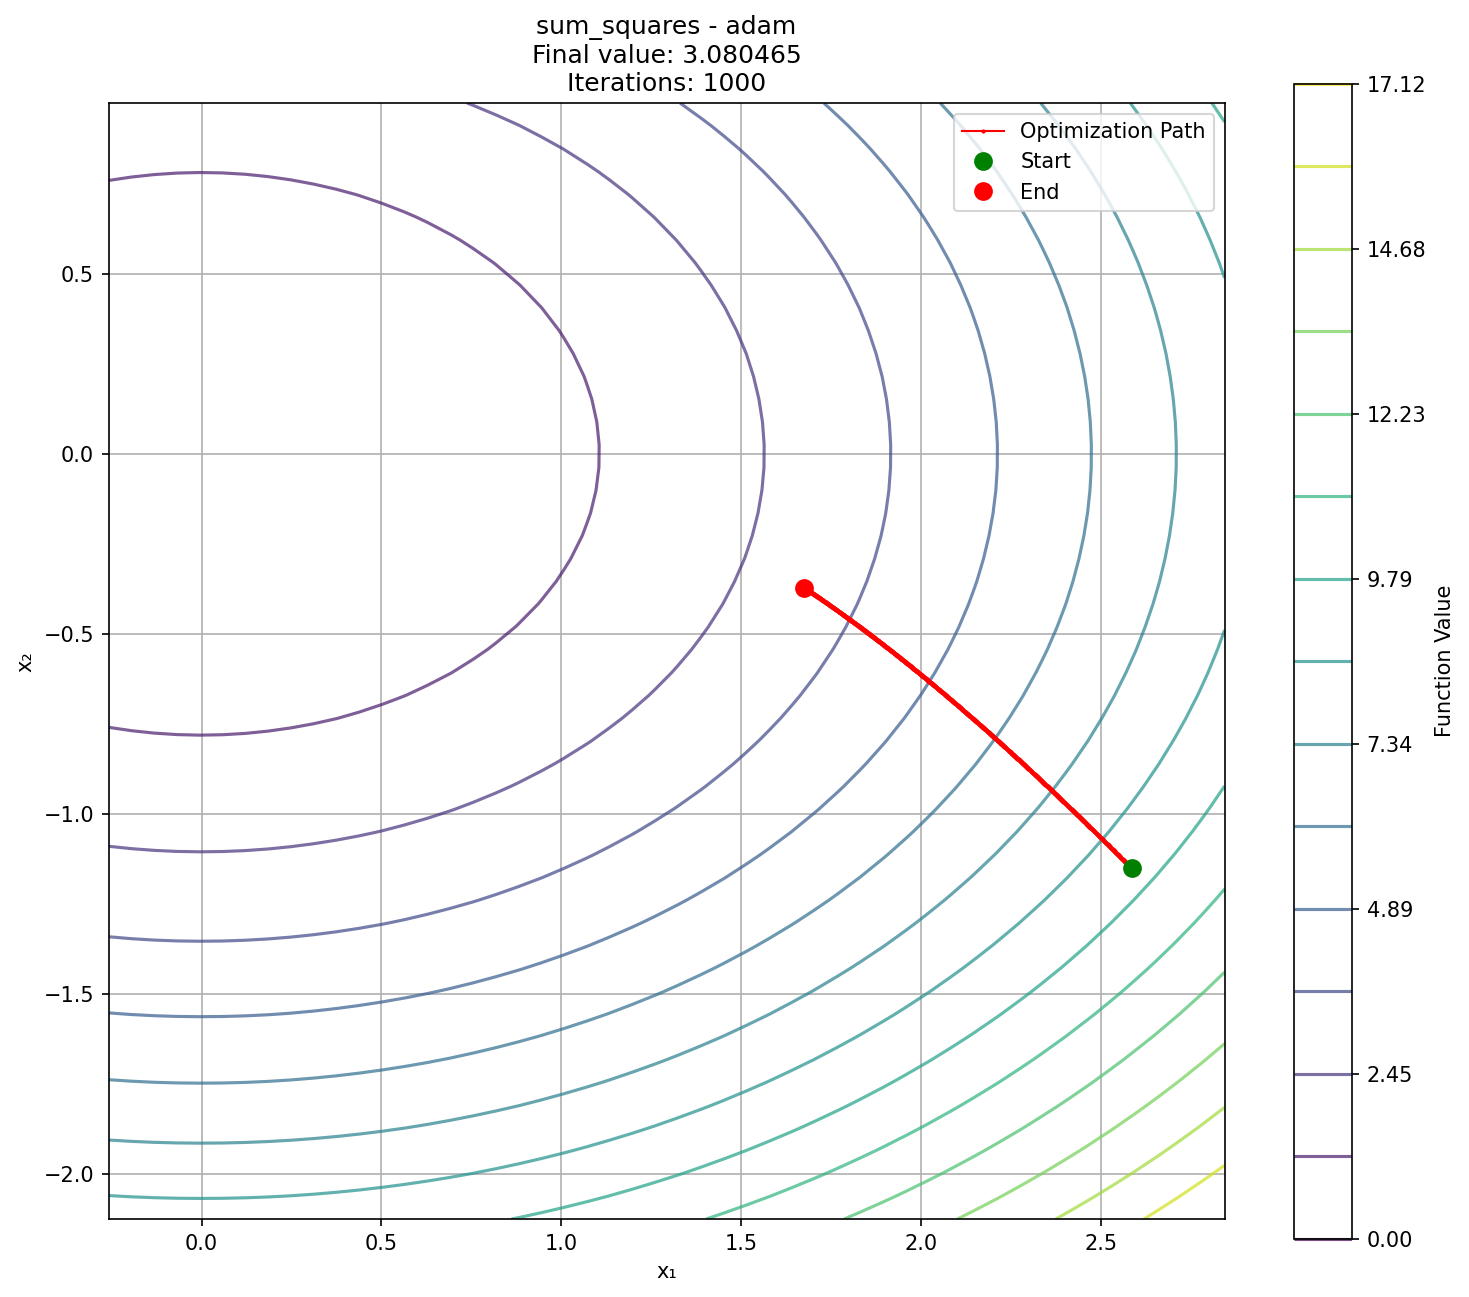 sum_squares - adam
Final value: 3.080465
Iterations: 1000
Optimization Path
Start
End
0.5
0.0
−0.5
−1.0
−1.5
−2.0
x₂
0.0
0.5
1.0
1.5
2.0
2.5
x₁
17.12
14.68
12.23
9.79
7.34
4.89
2.45
0.00
Function Value